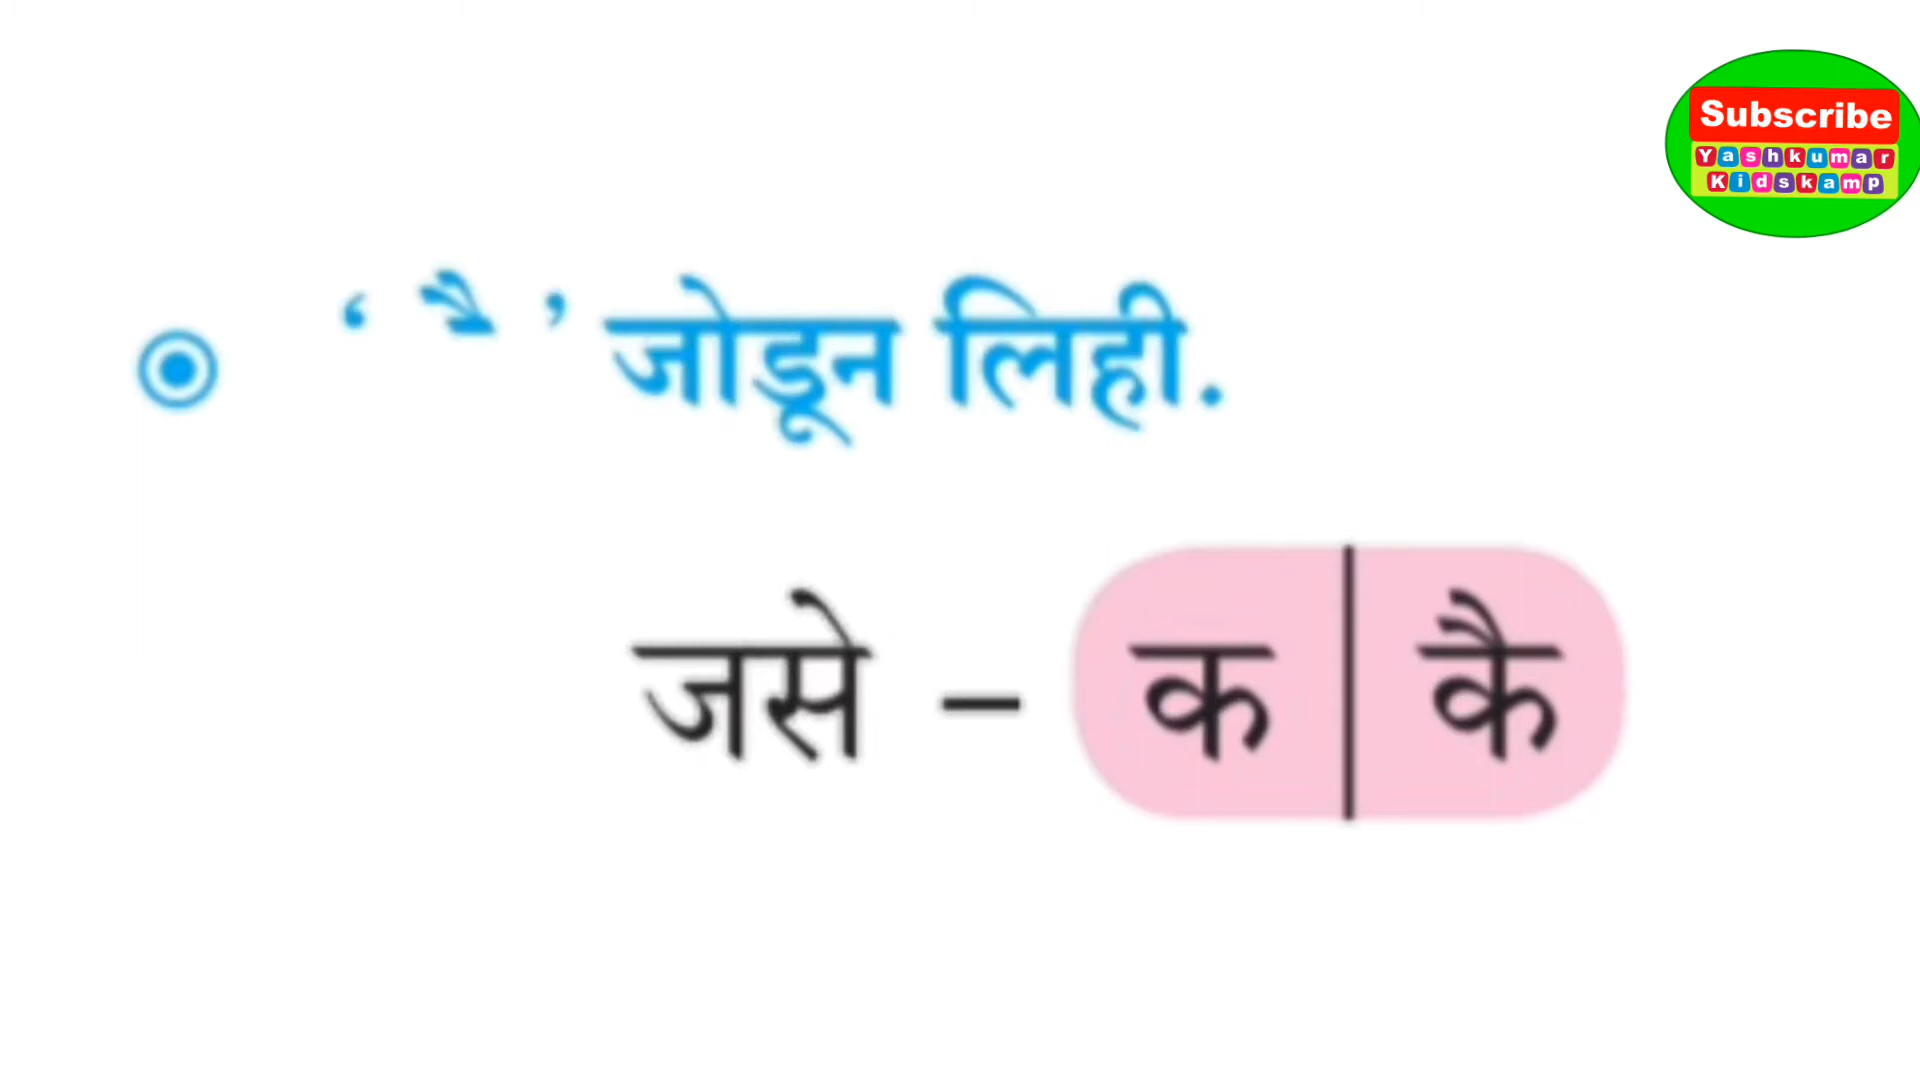 Subscribe
Yashkumar
Kidskamp
‘ ै ’ जोडून लिही.
जसे – क | कै